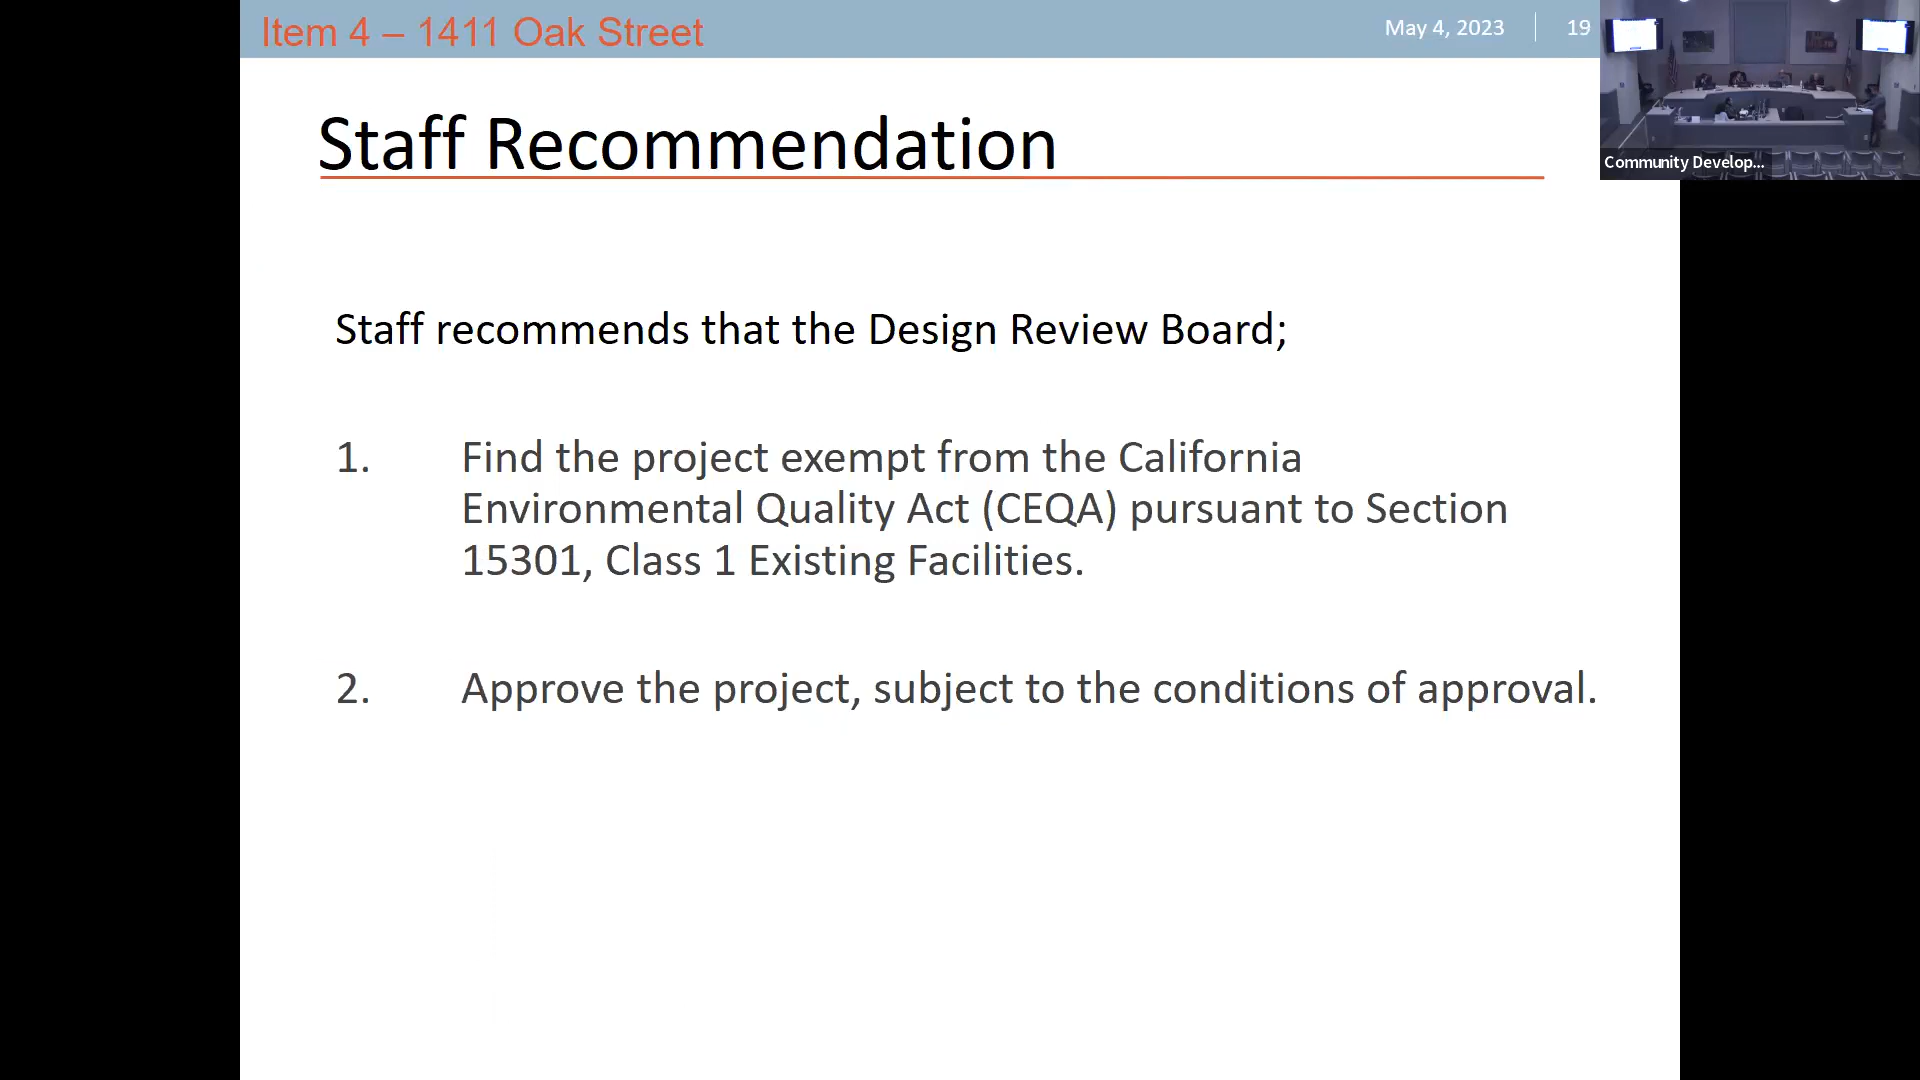 Item 4 – 1411 Oak Street
May 4, 2023
19
Community Develop...
Staff Recommendation
Staff recommends that the Design Review Board;
1. Find the project exempt from the California
Environmental Quality Act (CEQA) pursuant to Section
15301, Class 1 Existing Facilities.
2. Approve the project, subject to the conditions of approval.